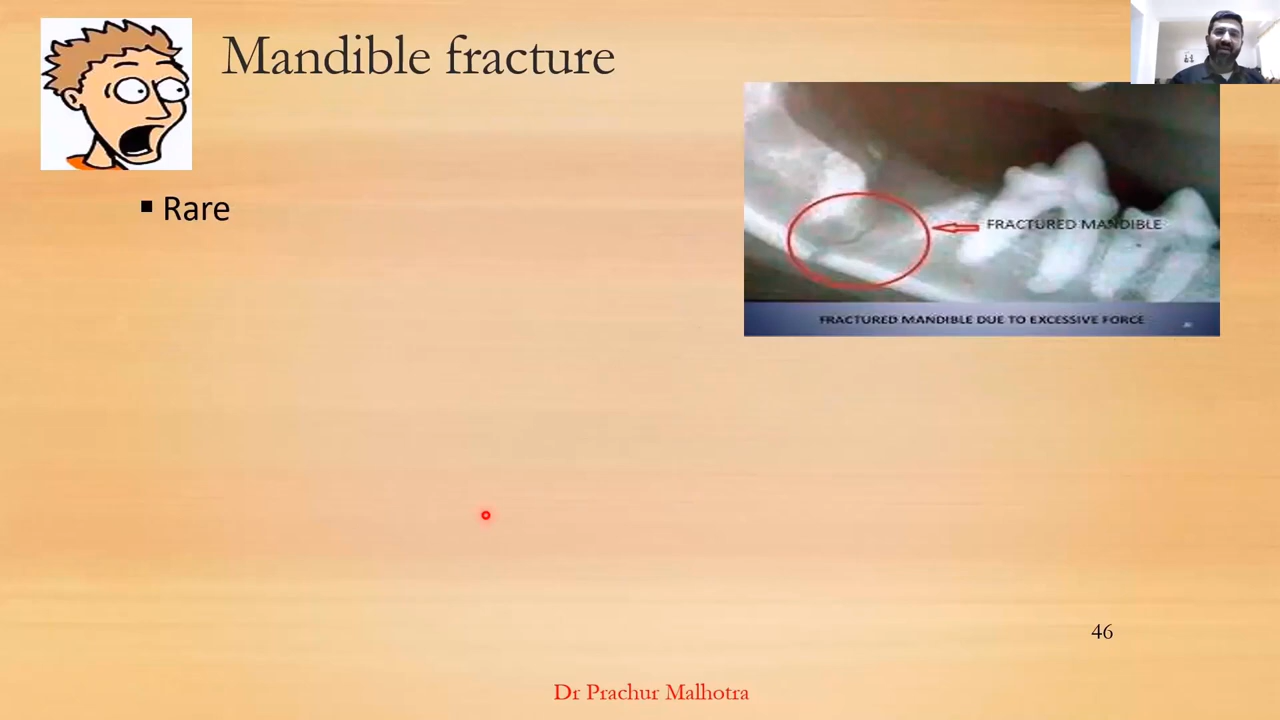 Mandible fracture
▪ Rare
FRACTURED MANDIBLE
FRACTURED MANDIBLE DUE TO EXCESSIVE FORCE
46
Dr Prachur Malhotra